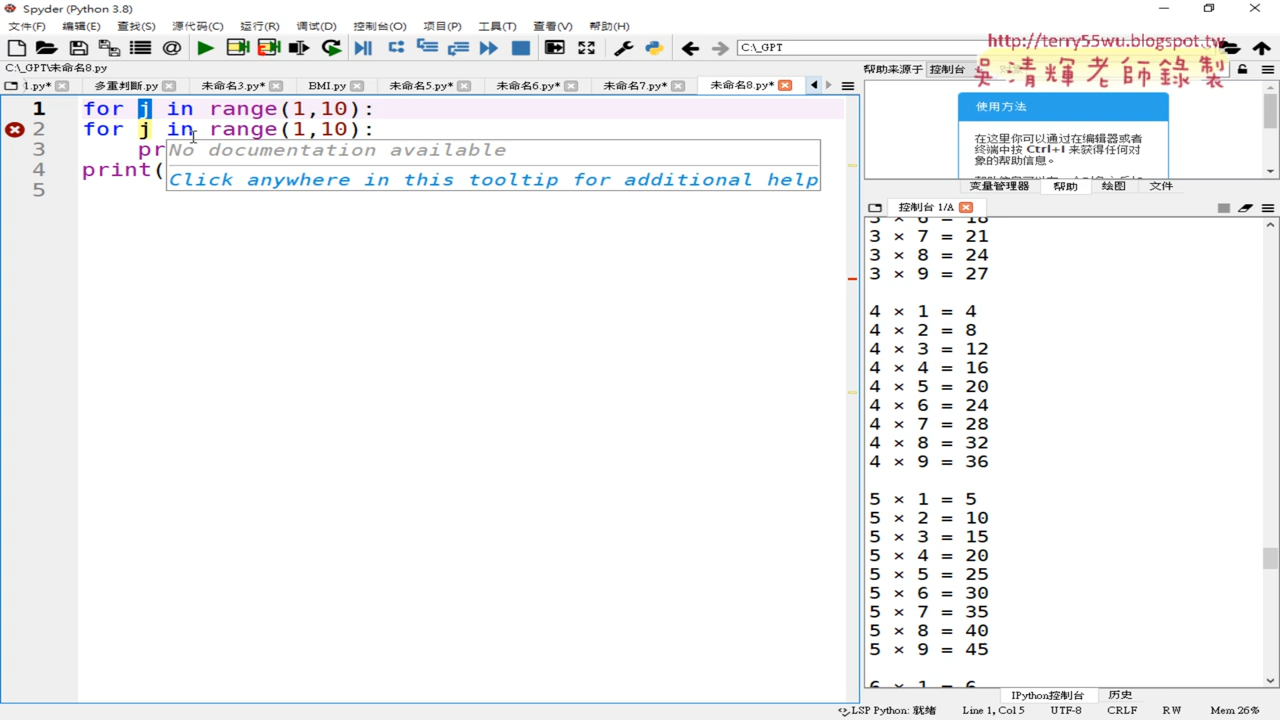 Spyder (Python 3.8)
文件(F) 编辑(E) 查找(S) 源代码(C) 运行(R) 调试(D) 控制台(O) 项目(P) 工具(T) 查看(V) 帮助(H)
C:\_GPT
http://terry55wu.blogspot.tw
吳清輝老師錄製
C:\_GPT\未命名8.py
帮助来源于 控制台
1.py* 多重判断.py 未命名3.py* BMI.py 未命名5.py* 未命名6.py* 未命名7.py* 未命名8.py*
1 for j in range(1,10):
2 for j in range(1,10):
3 pr
4 print(
5
No documentation available
Click anywhere in this tooltip for additional help
使用方法
在这里你可以通过在编辑器或者
终端中按 Ctrl+I 来获得任何对
象的帮助信息。
变量管理器 帮助 绘图 文件
控制台 1/A
3 × 6 = 18
3 × 7 = 21
3 × 8 = 24
3 × 9 = 27
4 × 1 = 4
4 × 2 = 8
4 × 3 = 12
4 × 4 = 16
4 × 5 = 20
4 × 6 = 24
4 × 7 = 28
4 × 8 = 32
4 × 9 = 36
5 × 1 = 5
5 × 2 = 10
5 × 3 = 15
5 × 4 = 20
5 × 5 = 25
5 × 6 = 30
5 × 7 = 35
5 × 8 = 40
5 × 9 = 45
6 × 1 = 6
IPython控制台 历史
LSP Python: 就绪 Line 1, Col 5 UTF-8 CRLF RW Mem 26%